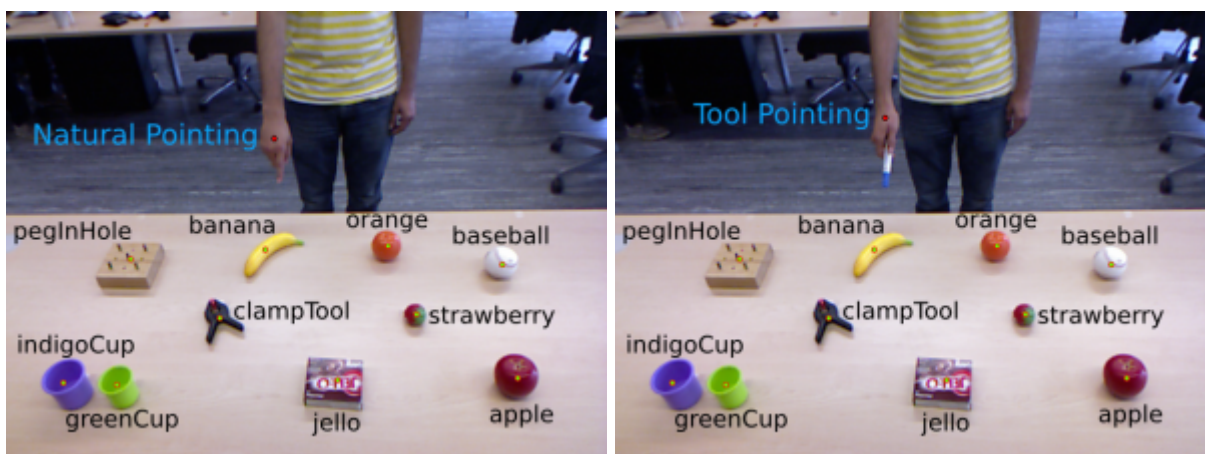 Natural Pointing
pegInHole
banana
orange
baseball
clampTool
strawberry
indigoCup
greenCup
jello
apple
Tool Pointing
pegInHole
banana
orange
baseball
clampTool
strawberry
indigoCup
greenCup
jello
apple